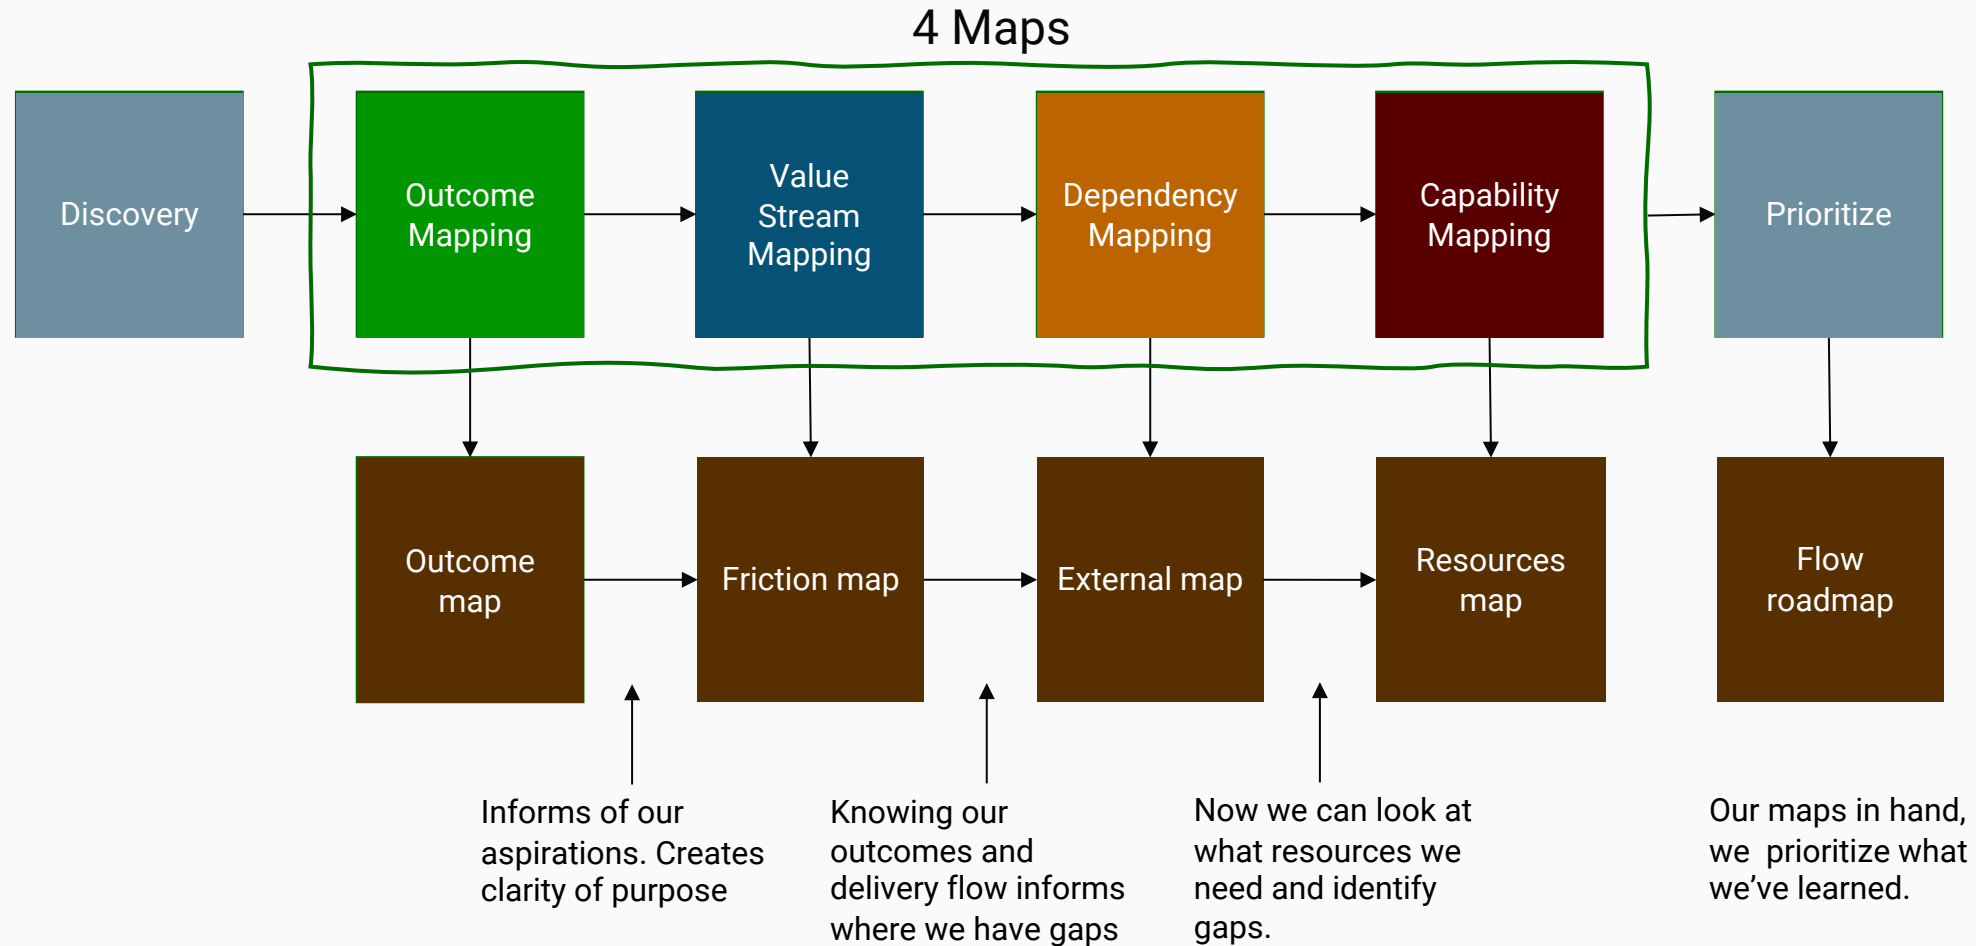 4 Maps
Discovery
Outcome
Mapping
Value
Stream
Mapping
Dependency
Mapping
Capability
Mapping
Prioritize
Outcome
map
Friction map
External map
Resources
map
Flow
roadmap
Informs of our
aspirations. Creates
clarity of purpose
Knowing our
outcomes and
delivery flow informs
where we have gaps
Now we can look at
what resources we
need and identify
gaps.
Our maps in hand,
we  prioritize what
we’ve learned.